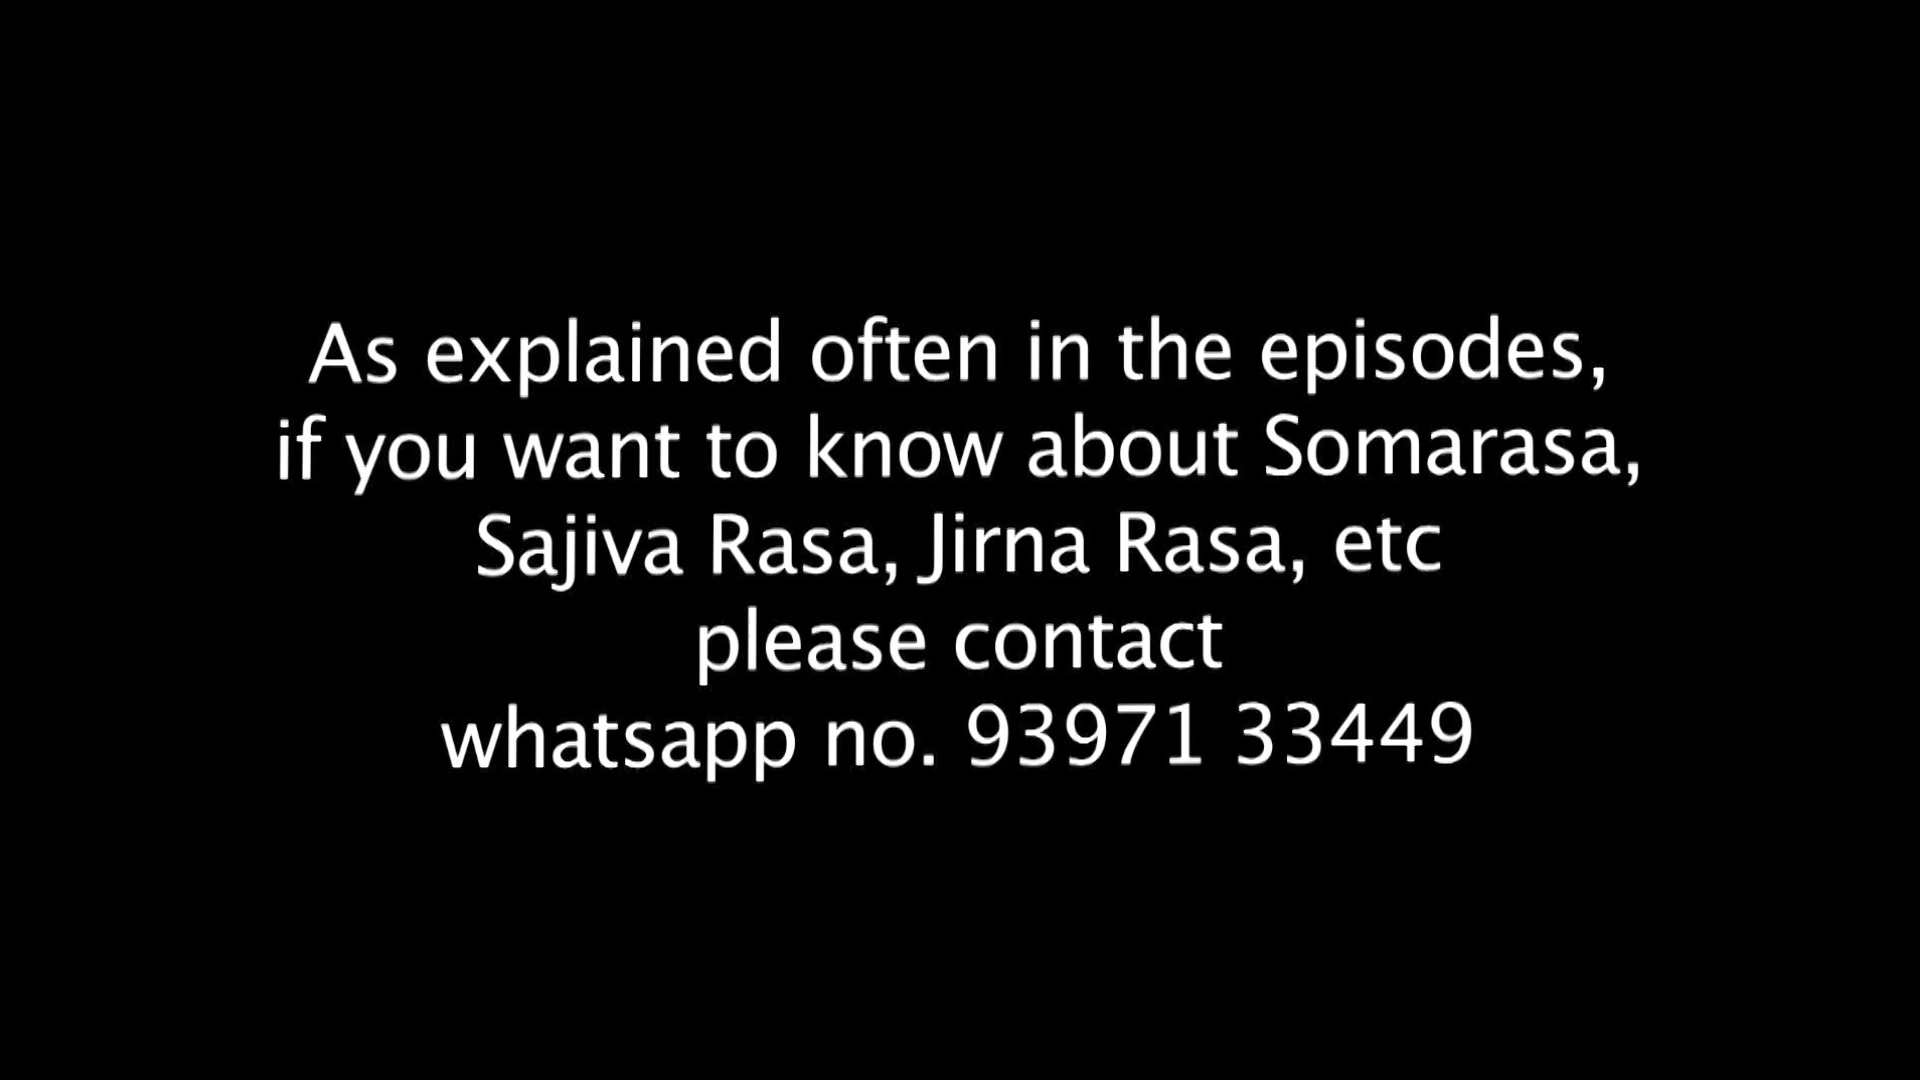 As explained often in the episodes,
if you want to know about Somarasa,
Sajiva Rasa, Jirna Rasa, etc
please contact
whatsapp no. 93971 33449